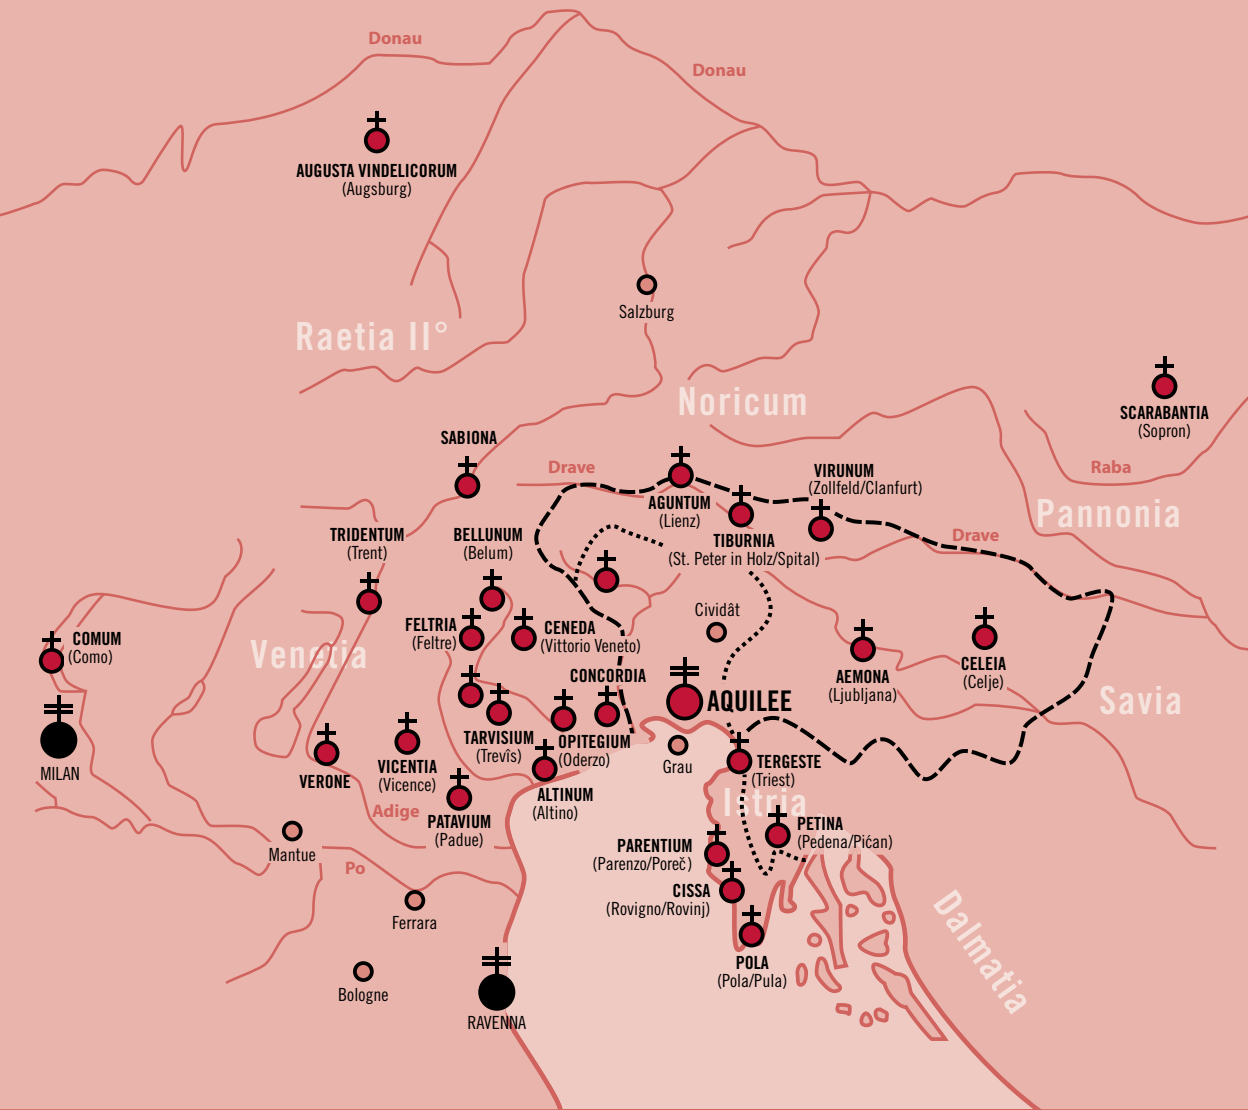 Donau
Donau
AUGUSTA VINDELICORUM
(Augsburg)
Salzburg
Raetia II°
Noricum
SCARABANTIA
(Sopron)
SABIONA
Drave
Raba
VIRUNUM
(Zollfeld/Clanfurt)
AGUNTUM
(Lienz)
Pannonia
TRIDENTUM
(Trent)
BELLUNUM
(Belum)
TIBURNIA
(St. Peter in Holz/Spital)
Drave
Cividât
COMUM
(Como)
Venetia
FELTRIA
(Feltre)
CENEDA
(Vittorio Veneto)
CONCORDIA
AEMONA
(Ljubljana)
CELEIA
(Celje)
AQUILEE
Savia
TARVISIUM
(Trevîs)
OPITEGIUM
(Oderzo)
MILAN
VERONE
VICENTIA
(Vicence)
Grau
TERGESTE
(Triest)
ALTINUM
(Altino)
Istria
Adige
PATAVIUM
(Padue)
PETINA
(Pedena/Pićan)
Mantue
PARENTIUM
(Parenzo/Poreč)
Po
CISSA
(Rovigno/Rovinj)
Ferrara
Dalmatia
POLA
(Pola/Pula)
Bologne
RAVENNA